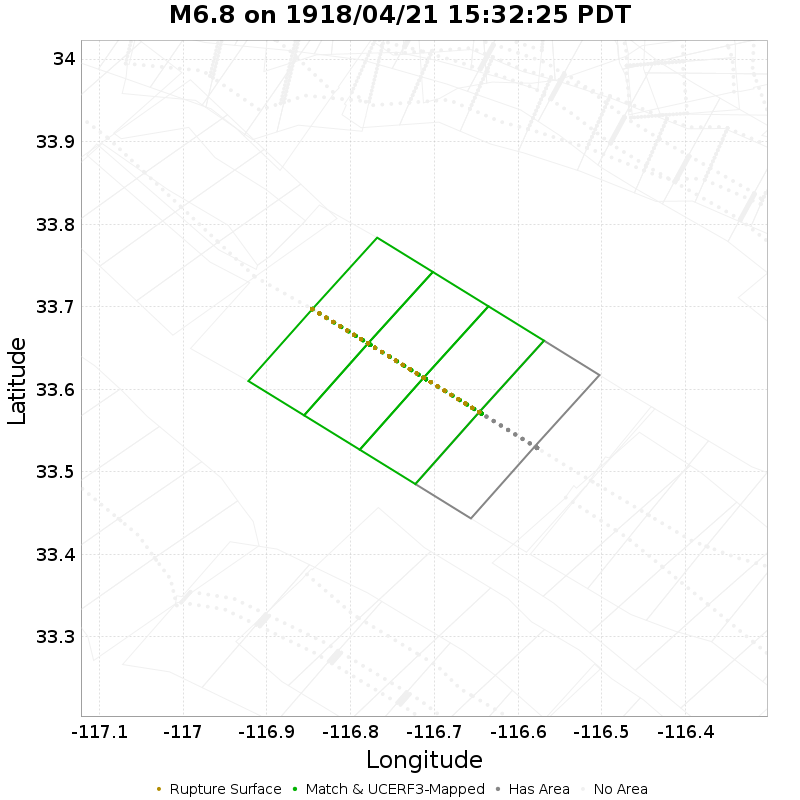 M6.8 on 1918/04/21 15:32:25 PDT
34
33.9
33.8
33.7
33.6
33.5
33.4
33.3
Latitude
-117.1 -117 -116.9 -116.8 -116.7 -116.6 -116.5 -116.4
Longitude
Rupture Surface Match & UCERF3-Mapped Has Area No Area